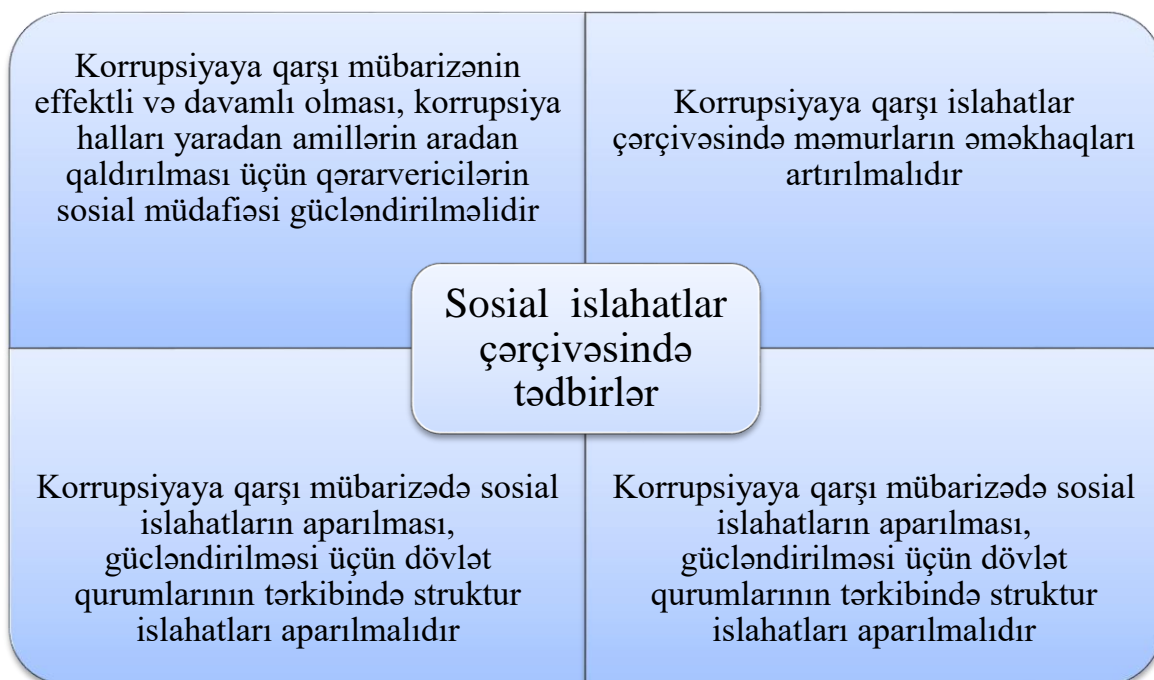 Korrupsiyaya qarşı mübarizənin
effektli və davamlı olması, korrupsiya
halları yaradan amillərin aradan
qaldırılması üçün qərarvericilərin
sosial müdafiəsi gücləndirilməlidir
Korrupsiyaya qarşı islahatlar
çərçivəsində məmurların əməkhaqları
artırılmalıdır
Sosial islahatlar
çərçivəsində
tədbirlər
Korrupsiyaya qarşı mübarizədə sosial
islahatların aparılması,
gücləndirilməsi üçün dövlət
qurumlarının tərkibində struktur
islahatları aparılmalıdır
Korrupsiyaya qarşı mübarizədə sosial
islahatların aparılması,
gücləndirilməsi üçün dövlət
qurumlarının tərkibində struktur
islahatları aparılmalıdır